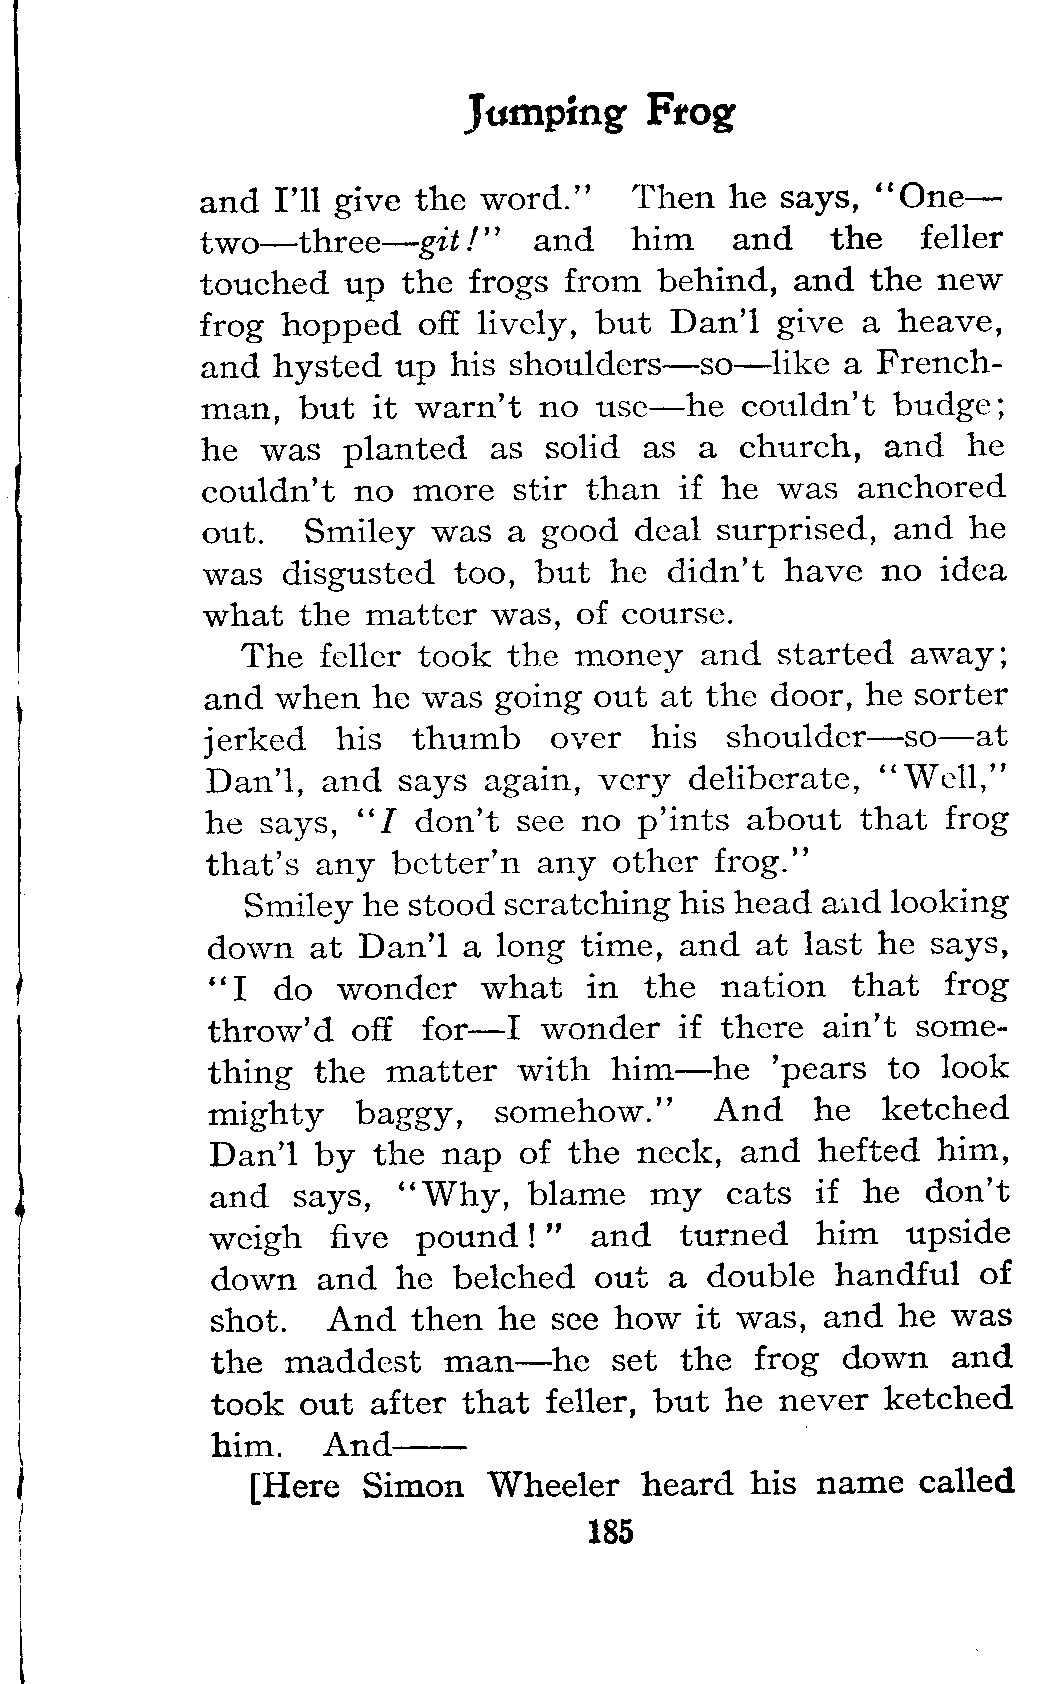 Jumping Frog
and I'll give the word." Then he says, "One—
two—three—git!" and him and the feller
touched up the frogs from behind, and the new
frog hopped off lively, but Dan'l give a heave,
and hysted up his shoulders—so—like a French-
man, but it warn't no use—he couldn't budge;
he was planted as solid as a church, and he
couldn't no more stir than if he was anchored
out. Smiley was a good deal surprised, and he
was disgusted too, but he didn't have no idea
what the matter was, of course.
The feller took the money and started away;
and when he was going out at the door, he sorter
jerked his thumb over his shoulder—so—at
Dan'l, and says again, very deliberate, "Well,"
he says, "I don't see no p'ints about that frog
that's any better'n any other frog."
Smiley he stood scratching his head and looking
down at Dan'l a long time, and at last he says,
"I do wonder what in the nation that frog
throw'd off for—I wonder if there ain't some-
thing the matter with him—he 'pears to look
mighty baggy, somehow." And he ketched
Dan'l by the nap of the neck, and hefted him,
and says, "Why, blame my cats if he don't
weigh five pound!" and turned him upside
down and he belched out a double handful of
shot. And then he see how it was, and he was
the maddest man—he set the frog down and
took out after that feller, but he never ketched
him. And——
[Here Simon Wheeler heard his name called
185